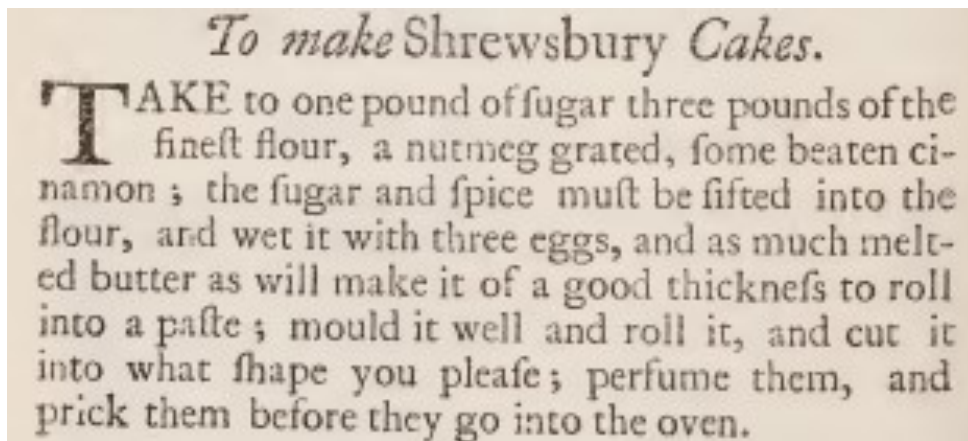 To make Shrewsbury Cakes.
TAKE to one pound of ſugar three pounds of the
fineſt flour, a nutmeg grated, ſome beaten ci-
namon ; the ſugar and ſpice muſt be ſifted into the
flour, and wet it with three eggs, and as much melt-
ed butter as will make it of a good thickneſs to roll
into a paſte ; mould it well and roll it, and cut it
into what ſhape you pleaſe ; perfume them, and
prick them before they go into the oven.